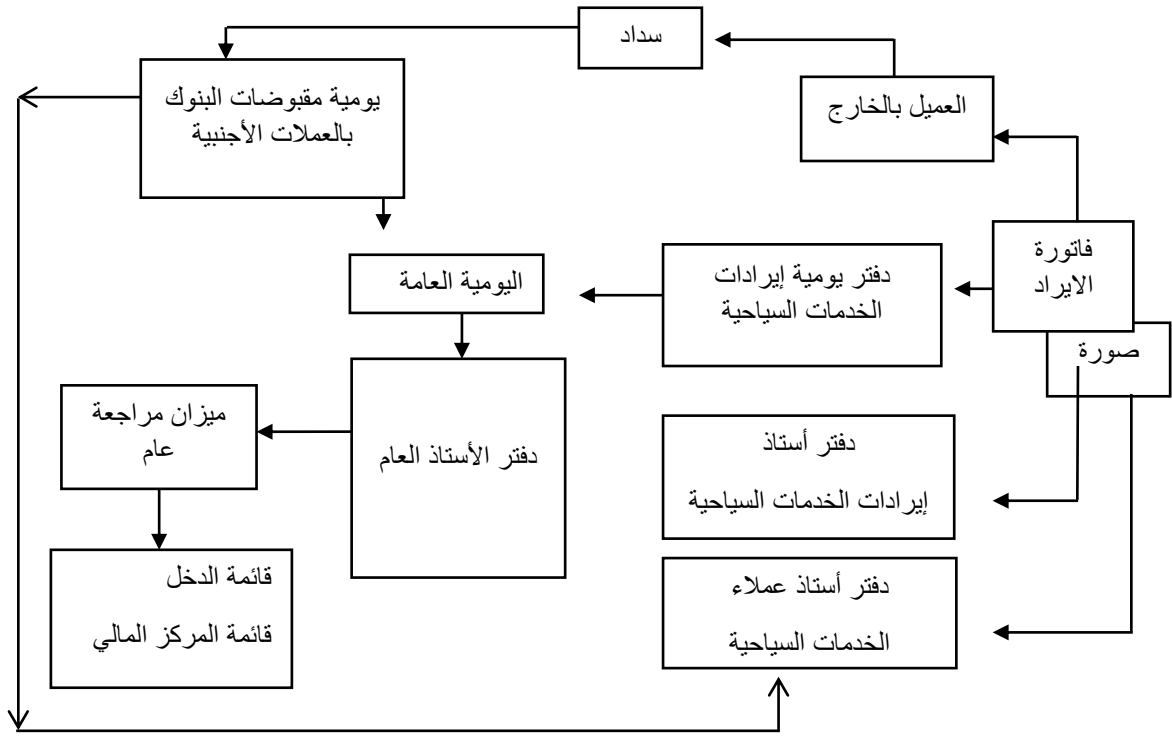 سداد
العميل بالخارج
يومية مقبوضات البنوك
بالعملات الأجنبية
فاتورة
الايراد
صورة
دفتر يومية إيرادات
الخدمات السياحية
اليومية العامة
دفتر الأستاذ العام
ميزان مراجعة
عام
دفتر أستاذ
إيرادات الخدمات السياحية
قائمة الدخل
قائمة المركز المالي
دفتر أستاذ عملاء
الخدمات السياحية